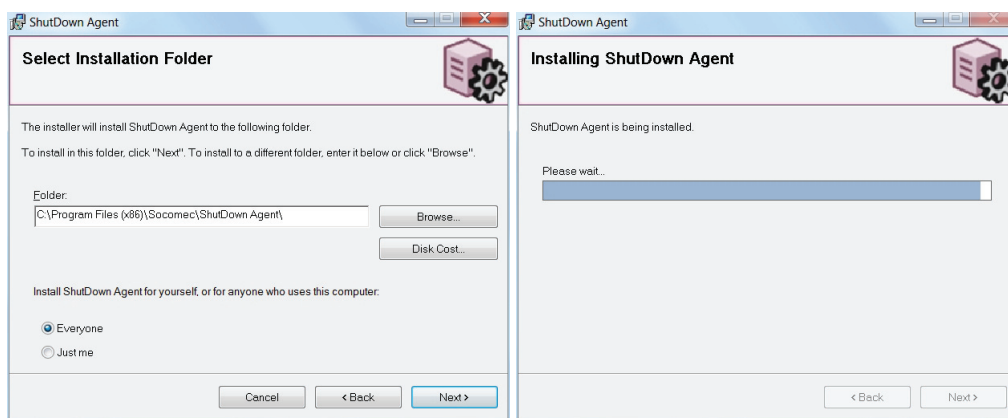 ShutDown Agent
Select Installation Folder
The installer will install ShutDown Agent to the following folder.
To install in this folder, click "Next". To install to a different folder, enter it below or click "Browse".
Folder:
C:\Program Files (x86)\Socomec\ShutDown Agent\
Browse...
Disk Cost...
Install ShutDown Agent for yourself, or for anyone who uses this computer:
Everyone
Just me
Cancel
< Back
Next >
ShutDown Agent
Installing ShutDown Agent
ShutDown Agent is being installed.
Please wait...
< Back
Next >